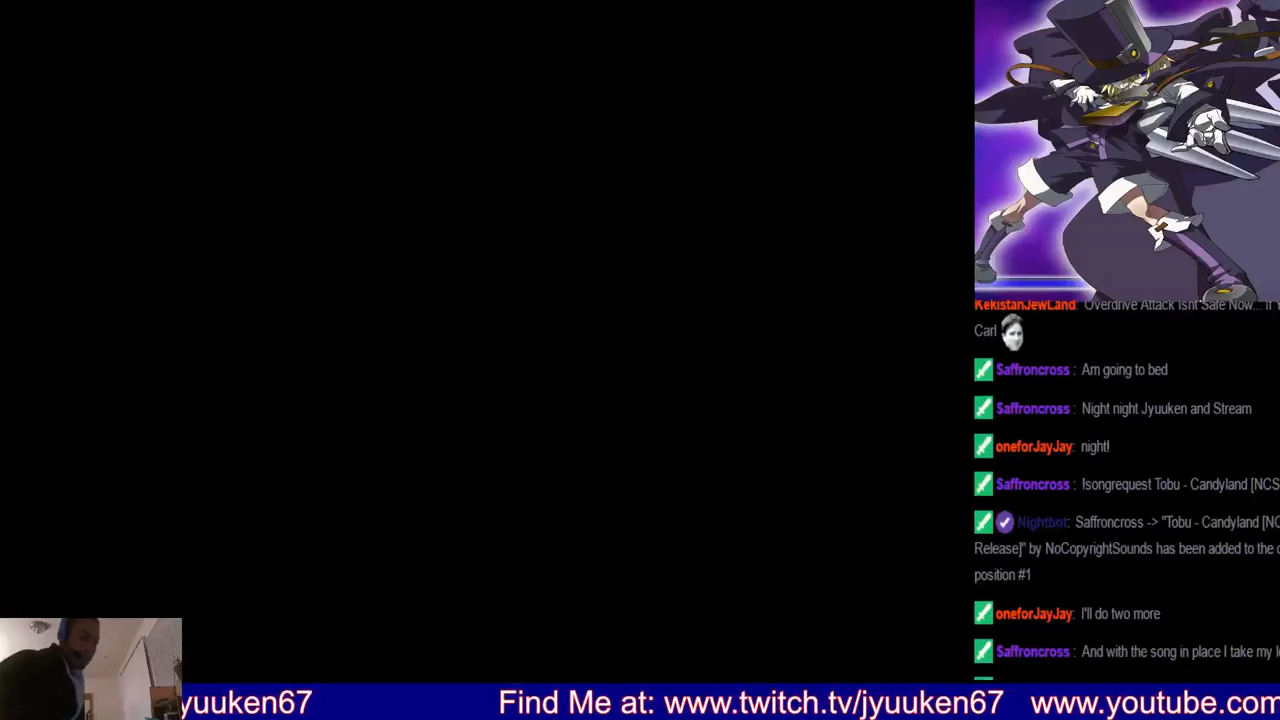 KekistanJewLand: Overdrive Attack Isnt Safe Now... If
Carl
Saffroncross : Am going to bed
Saffroncross : Night night Jyuuken and Stream
oneforJayJay: night!
Saffroncross : !songrequest Tobu - Candyland [NCS
Nightbot: Saffroncross -> "Tobu - Candyland [NC
Release]" by NoCopyrightSounds has been added to the
position #1
oneforJayJay: I'll do two more
Saffroncross : And with the song in place I take my
yuuken67 Find Me at: www.twitch.tv/jyuuken67 www.youtube.com